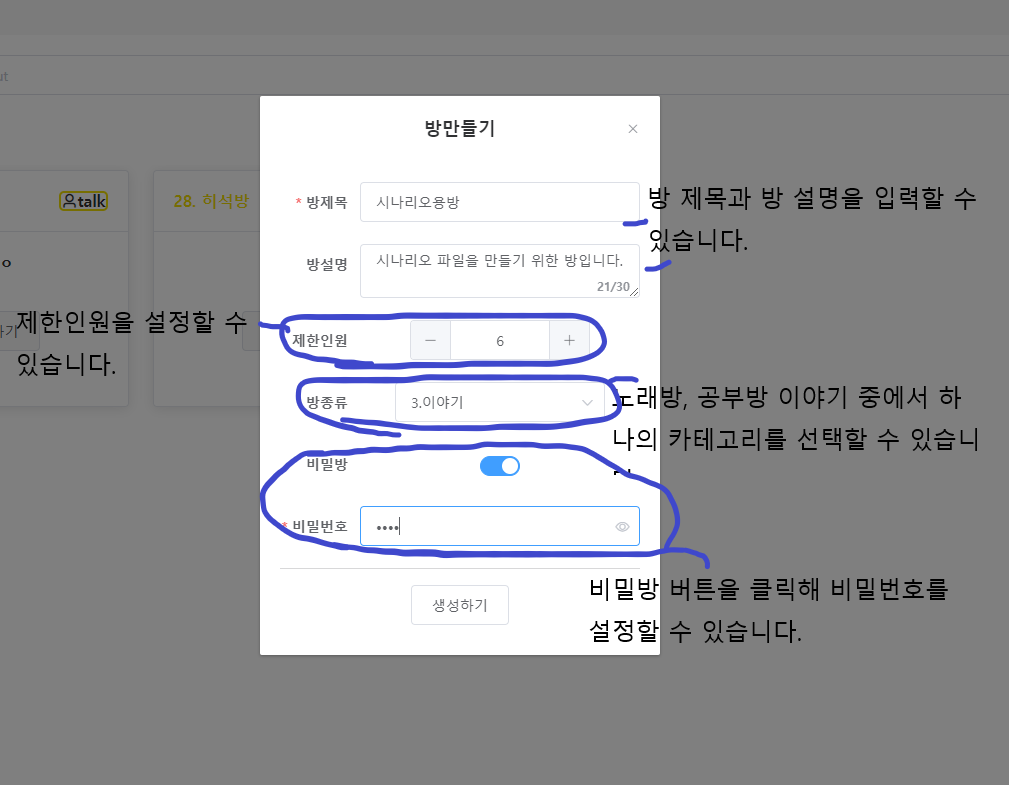 ut
방만들기
talk
28. 허석방
* 방제목
시나리오용방
방 제목과 방 설명을 입력할 수
있습니다.
방설명
시나리오 파일을 만들기 위한 방입니다.
21/30
제한인원을 설정할 수
있습니다.
제한인원
6
방종류
3.이야기
노래방, 공부방 이야기 중에서 하
나의 카테고리를 선택할 수 있습니
비밀방
* 비밀번호
••••
비밀방 버튼을 클릭해 비밀번호를
설정할 수 있습니다.
생성하기